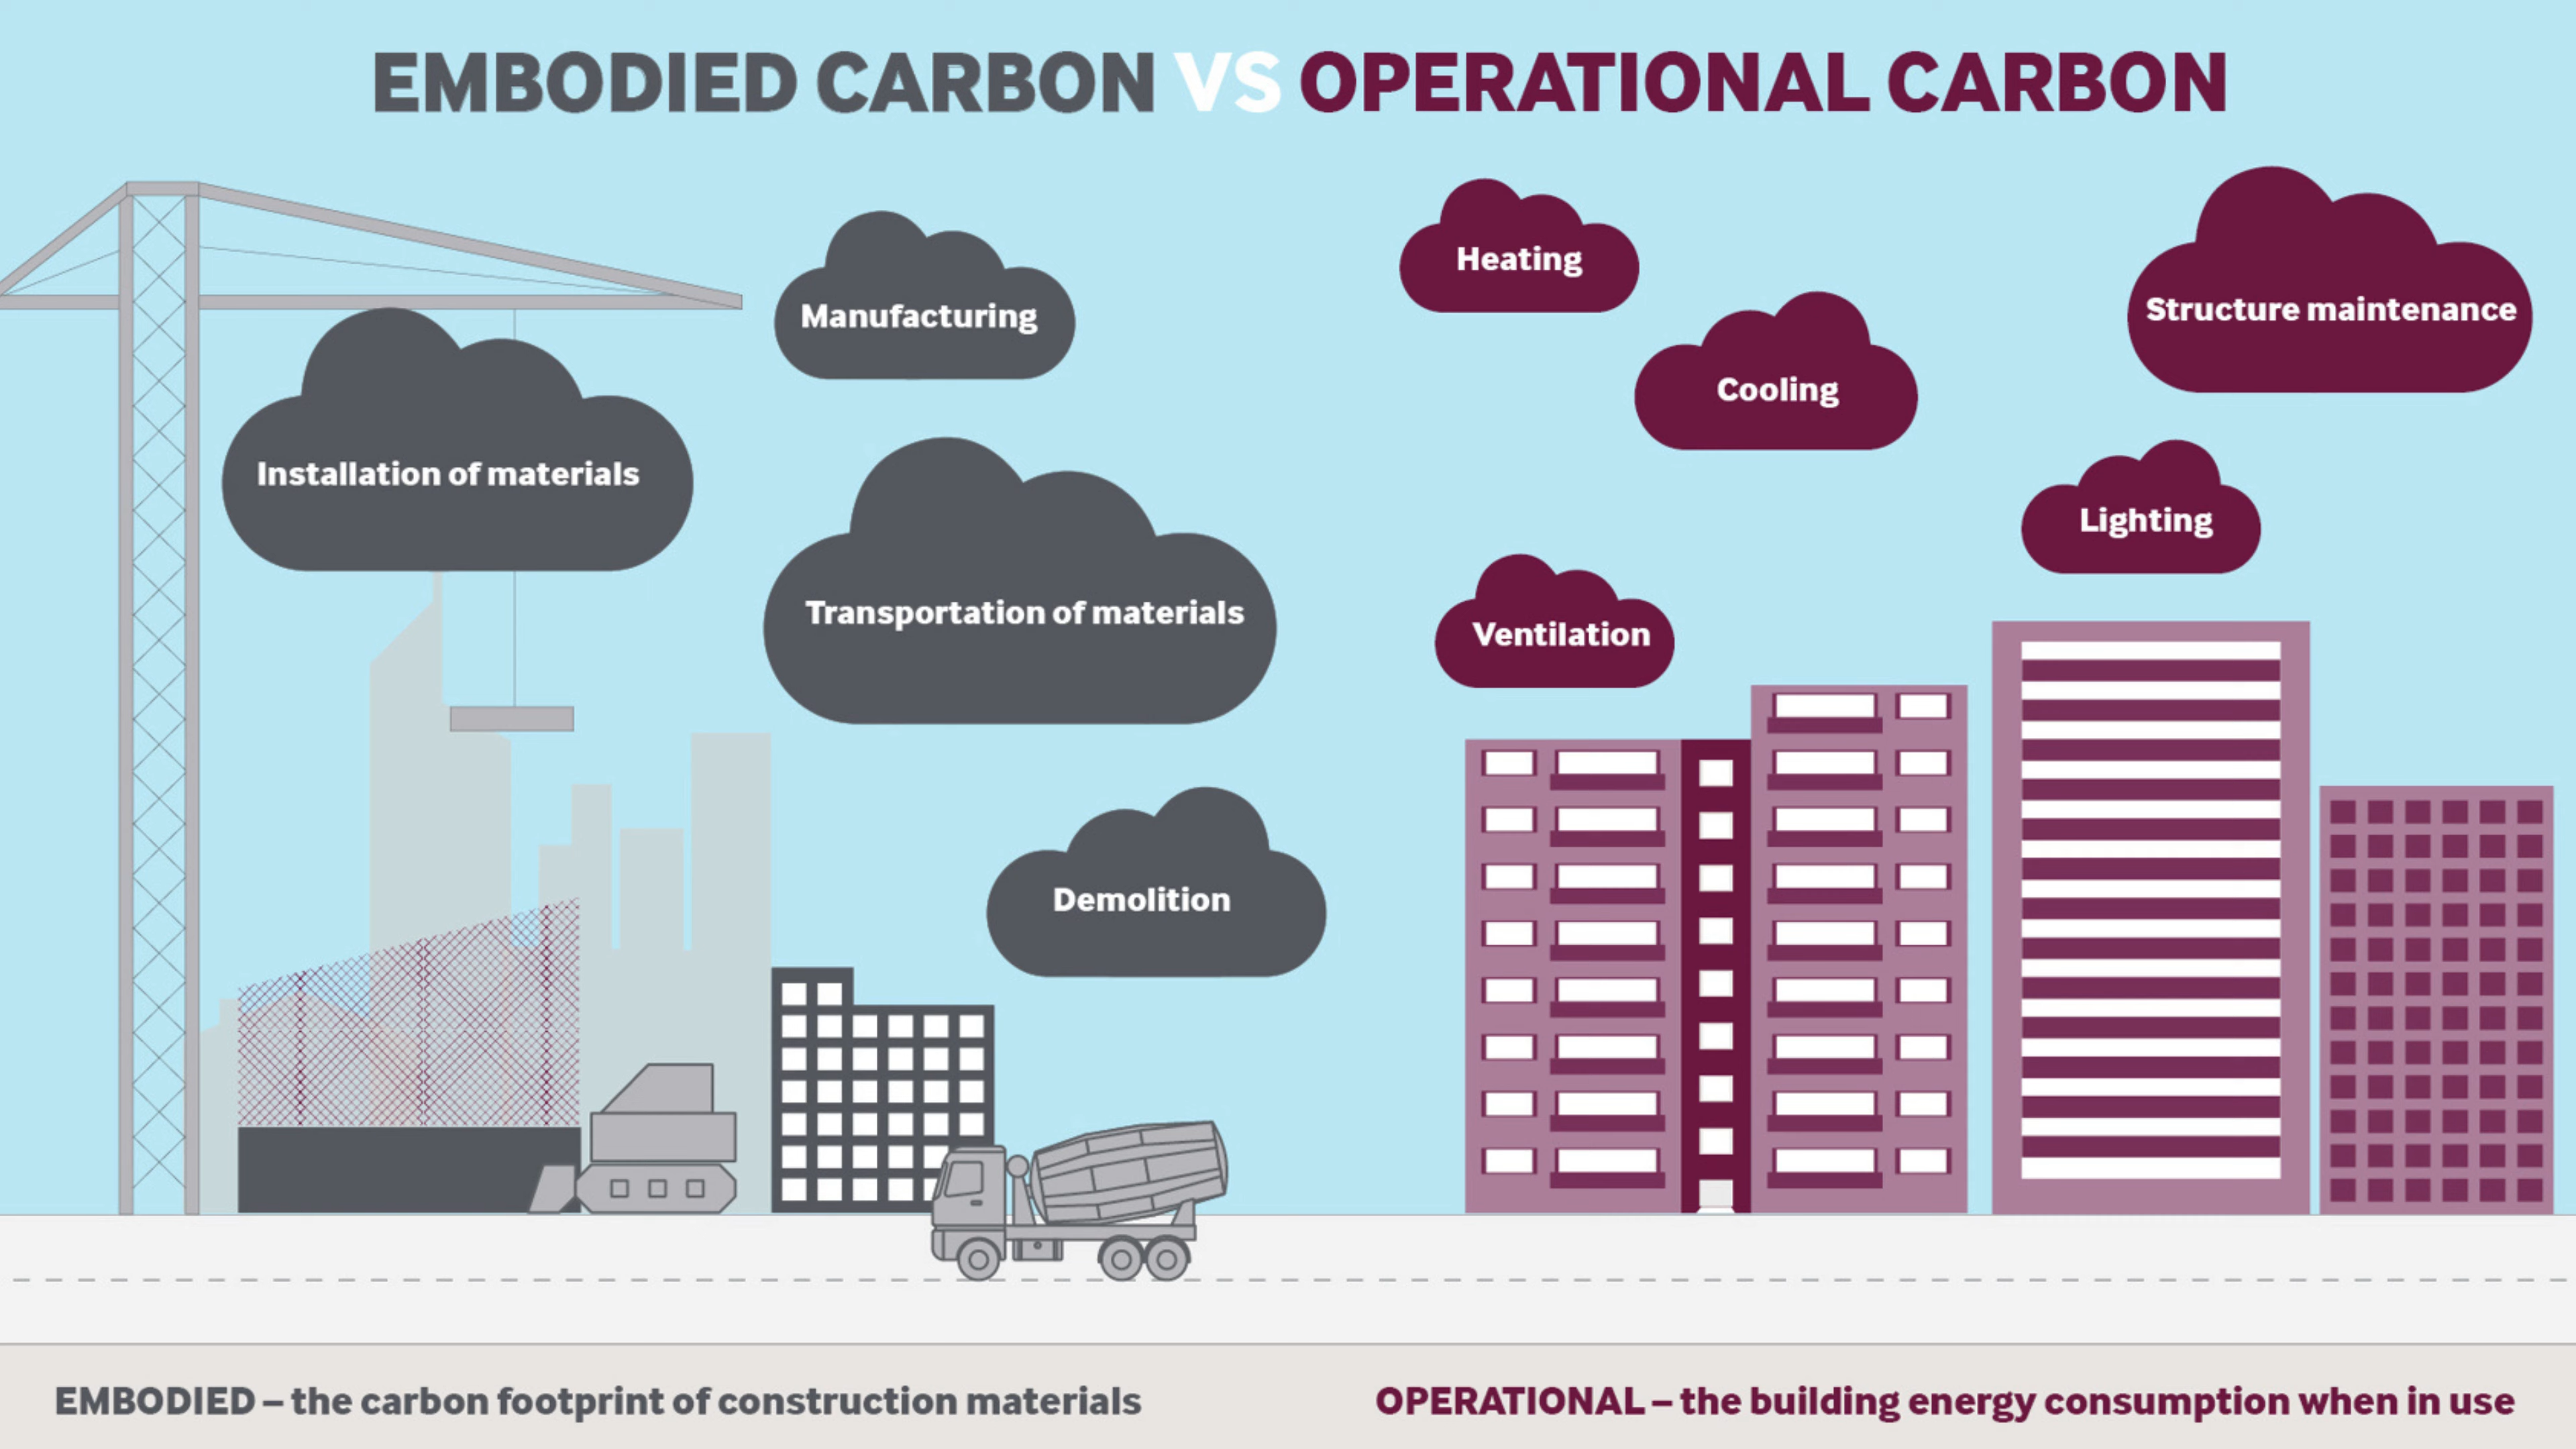 EMBODIED CARBON VS OPERATIONAL CARBON
Manufacturing
Installation of materials
Transportation of materials
Demolition
Heating
Structure maintenance
Cooling
Lighting
Ventilation
EMBODIED – the carbon footprint of construction materials
OPERATIONAL – the building energy consumption when in use